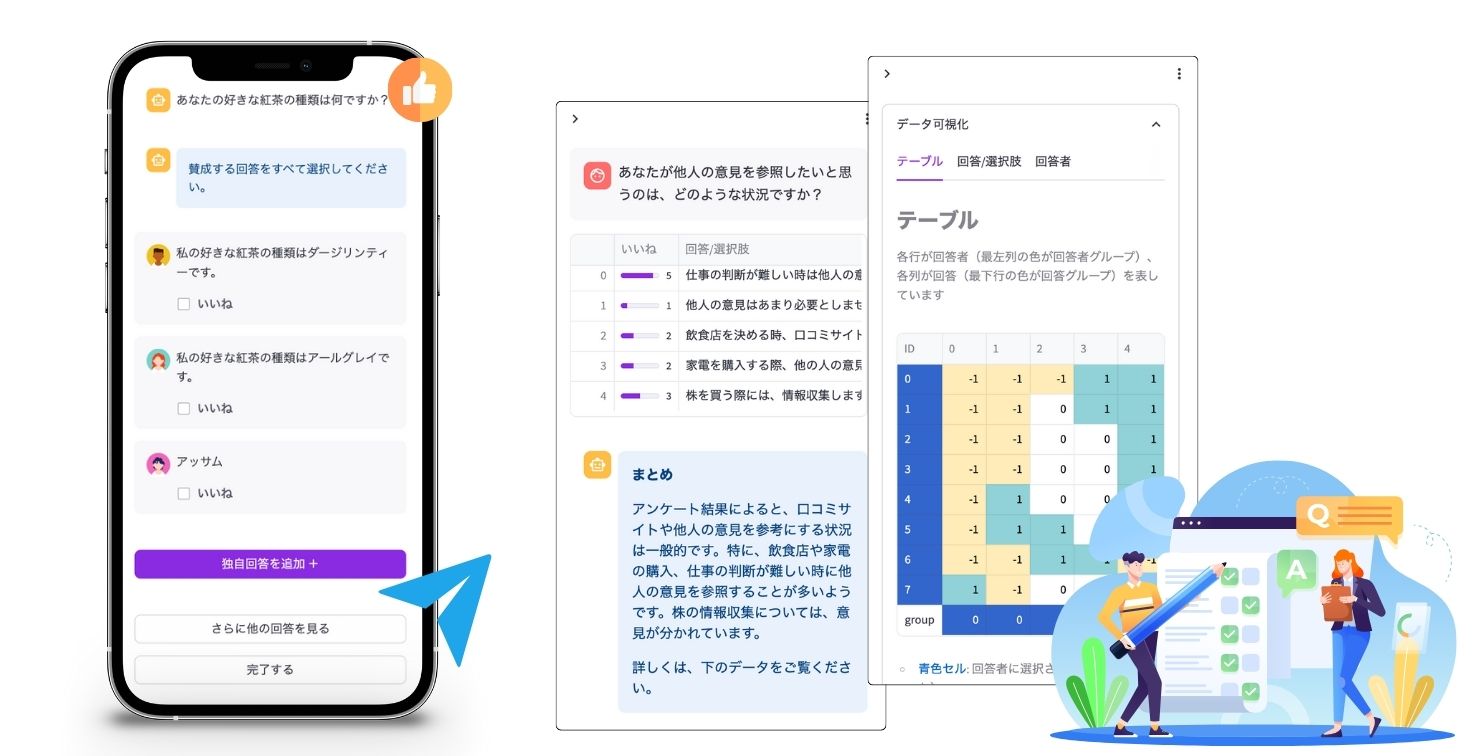 あなたの好きな紅茶の種類は何ですか？
賛成する回答をすべて選択してくださ
い。
私の好きな紅茶の種類はダージリンティ
ーです。
いいね
私の好きな紅茶の種類はアールグレイで
す。
いいね
アッサム
いいね
独自回答を追加 +
さらに他の回答を見る
完了する
あなたが他人の意見を参照したいと思
うのは、どのような状況ですか？
いいね 回答/選択肢
0 5 仕事の判断が難しい時は他人の意
1 1 他人の意見はあまり必要としませ
2 2 飲食店を決める時、口コミサイト
3 2 家電を購入する際、他の人の意見
4 3 株を買う際には、情報収集します
まとめ
アンケート結果によると、口コミサ
イトや他人の意見を参考にする状況
は一般的です。特に、飲食店や家電
の購入、仕事の判断が難しい時に他
人の意見を参照することが多いよう
です。株の情報収集については、意
見が分かれています。
詳しくは、下のデータをご覧くださ
い。
データ可視化
テーブル 回答/選択肢 回答者
テーブル
各行が回答者（最左列の色が回答者グループ）、
各列が回答（最下行の色が回答グループ）を表し
ています
ID 0 1 2 3 4
0 -1 -1 -1 1 1
1 -1 -1 0 1 1
2 -1 -1 0 0 1
3 -1 -1 0 0 1
4 -1 1 0 0
5 -1 1 1
6 -1 -1 1 -1
7 1 -1 0
group 0 0
青色セル: 回答者に選択さ
Q
A